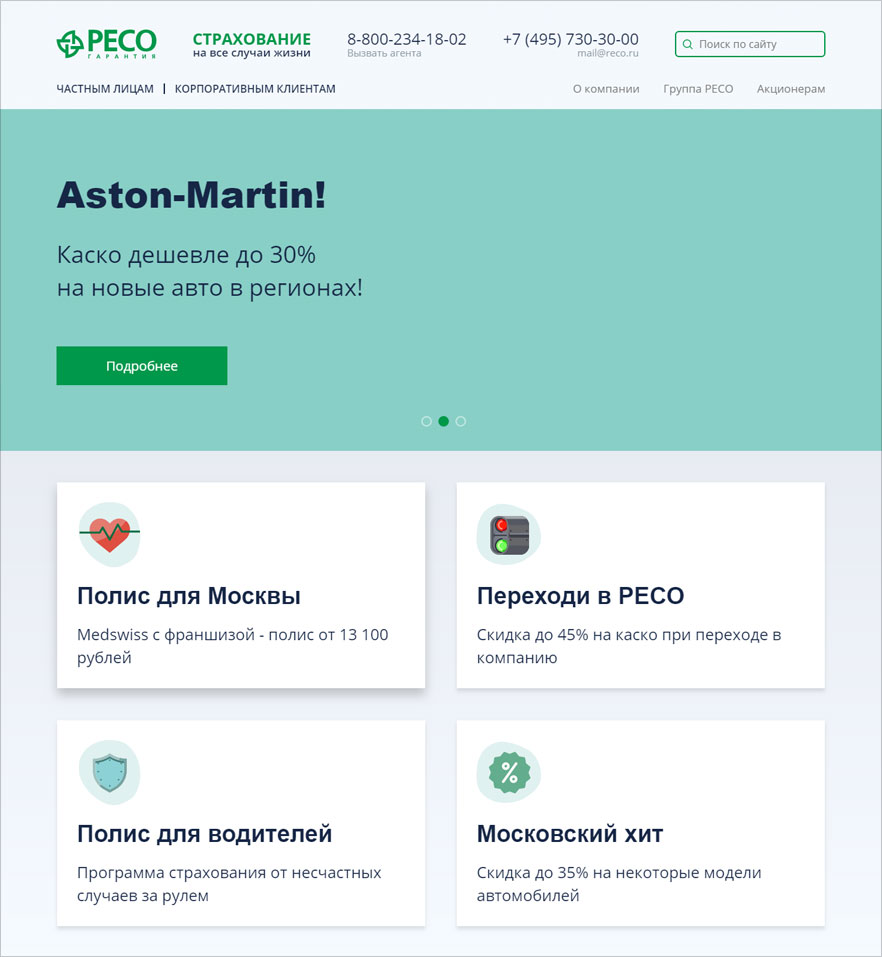 РЕСО
ГАРАНТИЯ
СТРАХОВАНИЕ
на все случаи жизни
8-800-234-18-02
Вызвать агента
+7 (495) 730-30-00
mail@reco.ru
Поиск по сайту
ЧАСТНЫМ ЛИЦАМ | КОРПОРАТИВНЫМ КЛИЕНТАМ
О компании Группа РЕСО Акционерам
Aston-Martin!
Каско дешевле до 30%
на новые авто в регионах!
Подробнее
Полис для Москвы
Medswiss с франшизой - полис от 13 100
рублей
Переходи в РЕСО
Скидка до 45% на каско при переходе в
компанию
Полис для водителей
Программа страхования от несчастных
случаев за рулем
%
Московский хит
Скидка до 35% на некоторые модели
автомобилей